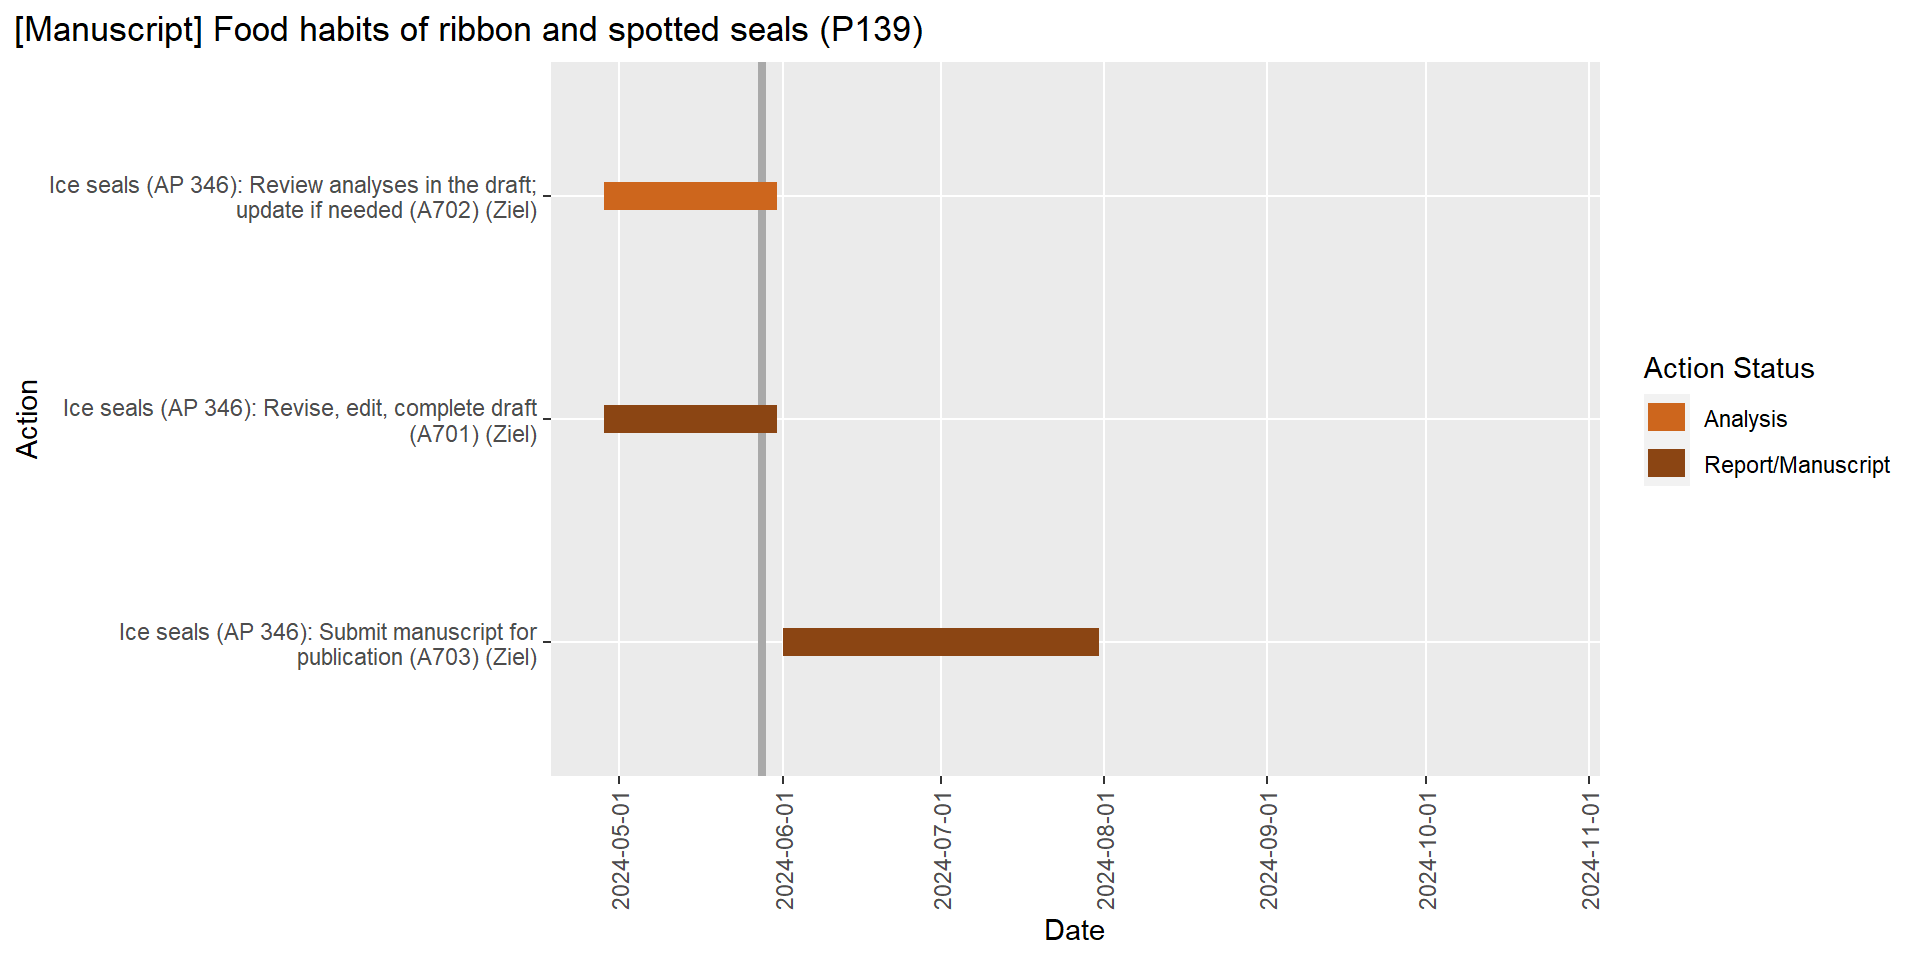 [Manuscript] Food habits of ribbon and spotted seals (P139)
Ice seals (AP 346): Review analyses in the draft;
update if needed (A702) (Ziel)
Ice seals (AP 346): Revise, edit, complete draft
(A701) (Ziel)
Ice seals (AP 346): Submit manuscript for
publication (A703) (Ziel)
Action
2024-05-01
2024-06-01
2024-07-01
2024-08-01
2024-09-01
2024-10-01
2024-11-01
Date
Action Status
Analysis
Report/Manuscript